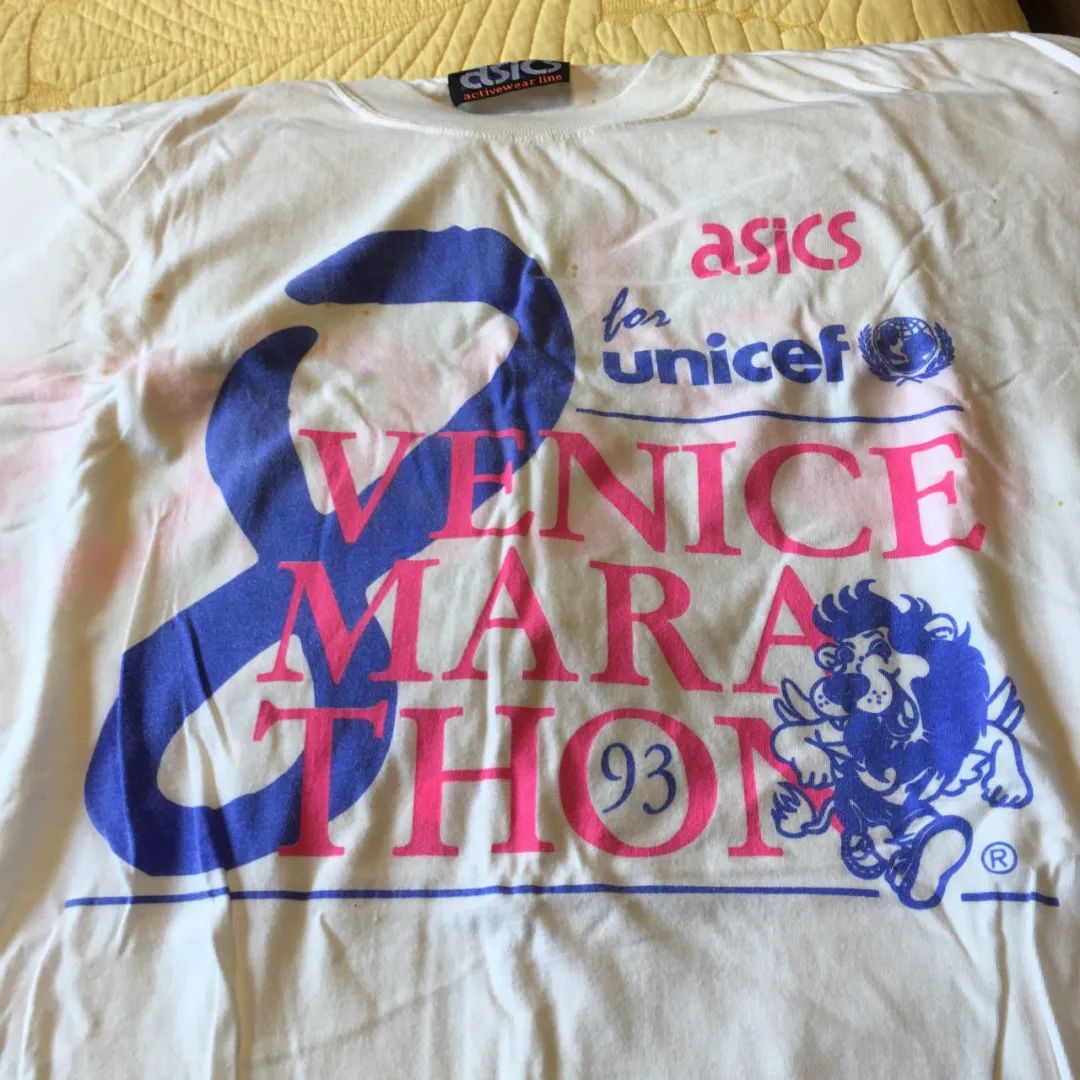 asics
activewear line
asics
for
unicef
8
VENICE
MARA
THON
93
®